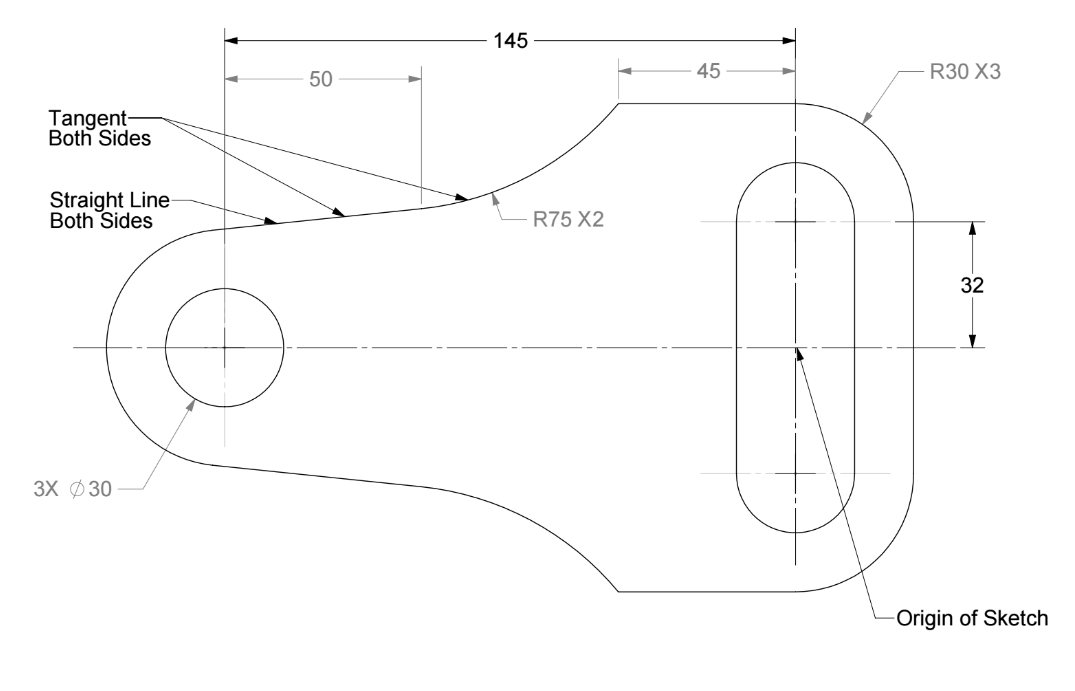 145
50
45
R30 X3
Tangent
Both Sides
Straight Line
Both Sides
R75 X2
32
3X ∅30
Origin of Sketch